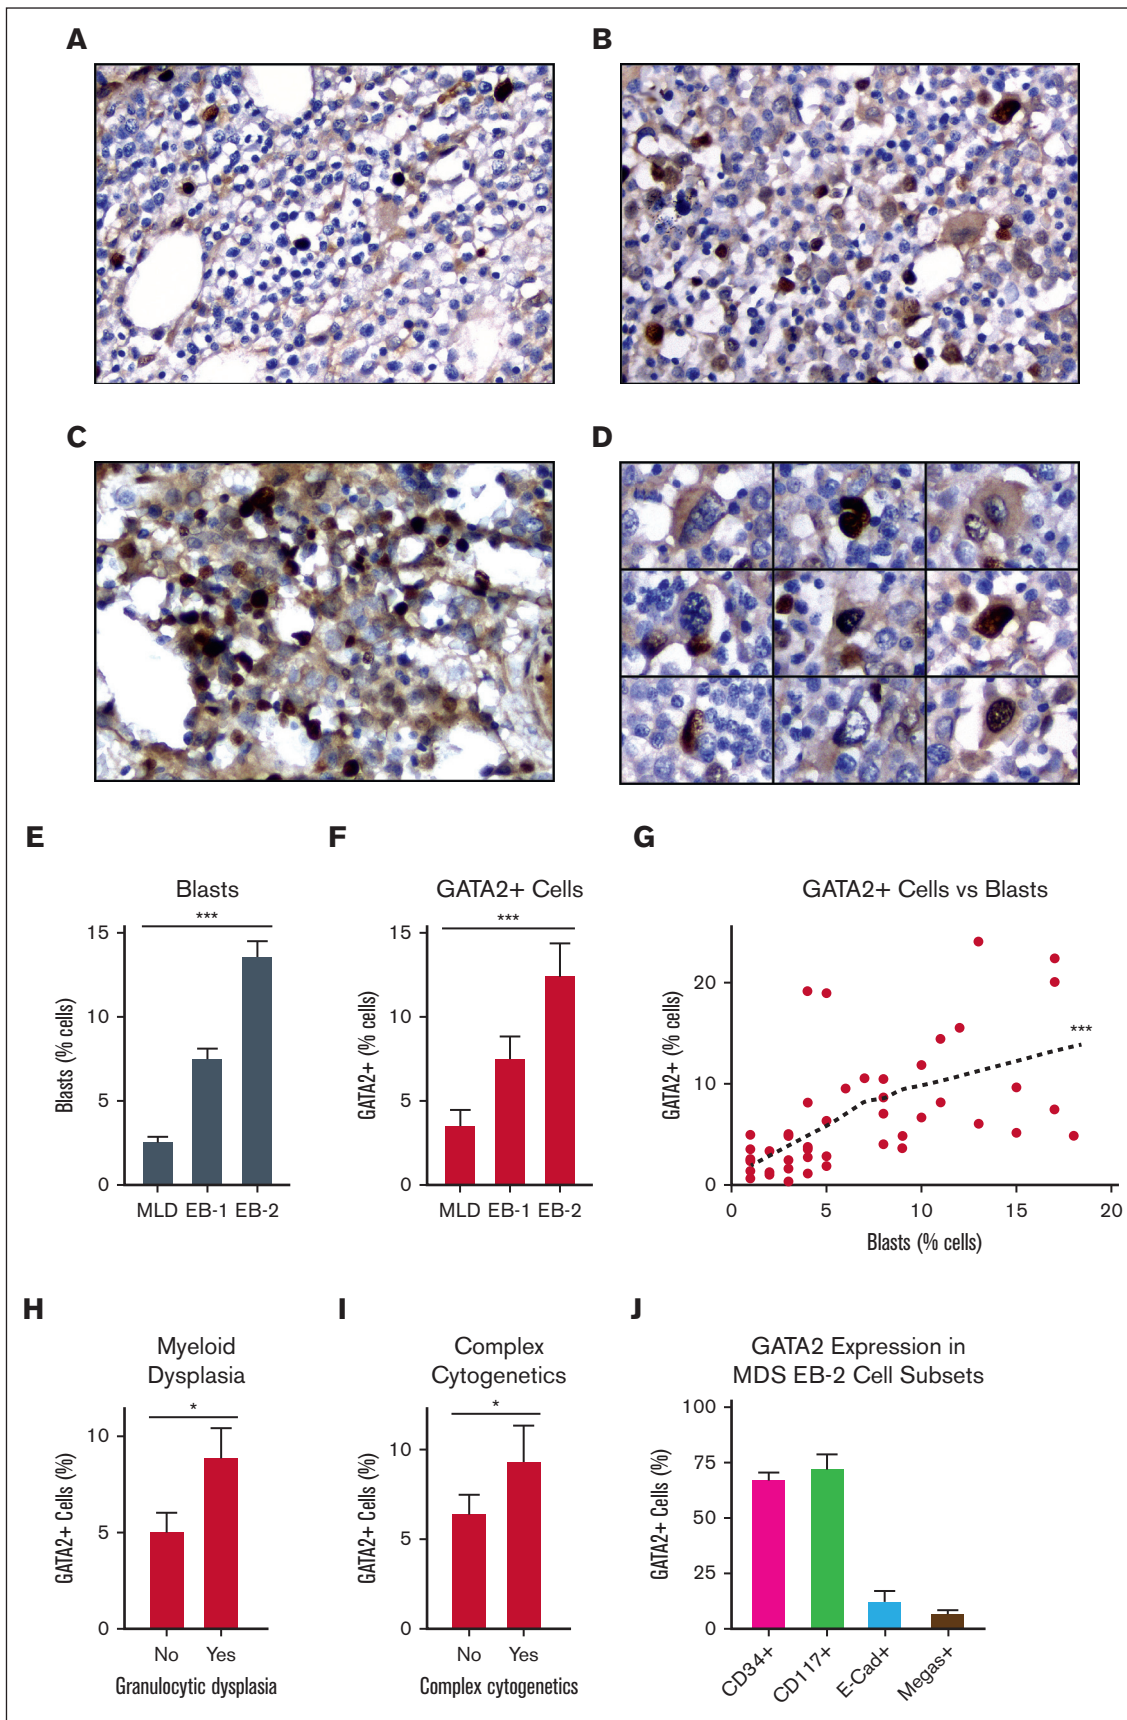 A
B
C
D
E
F
G
Blasts
GATA2+ Cells
GATA2+ Cells vs Blasts
***
***
***
Blasts (% cells)
15
10
5
0
MLD
EB-1
EB-2
GATA2+ (% cells)
15
10
5
0
MLD
EB-1
EB-2
GATA2+ (% cells)
20
10
0
0
5
10
15
20
Blasts (% cells)
H
I
J
Myeloid
Dysplasia
*
GATA2+ Cells (%)
10
5
0
No
Yes
Granulocytic dysplasia
Complex
Cytogenetics
*
GATA2+ Cells (%)
10
5
0
No
Yes
Complex cytogenetics
GATA2 Expression in
MDS EB-2 Cell Subsets
GATA2+ Cells (%)
100
75
50
25
0
CD34+
CD117+
E-Cad+
Megas+